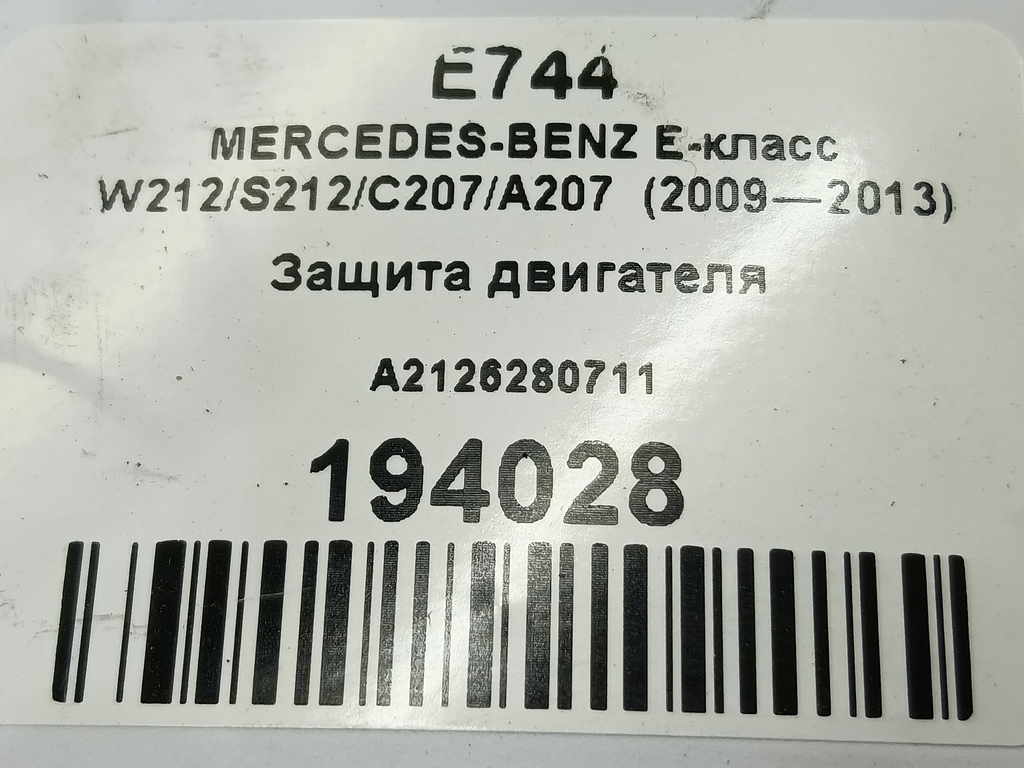 E744
MERCEDES-BENZ E-класс
W212/S212/C207/A207 (2009—2013)
Защита двигателя
A2126280711
194028